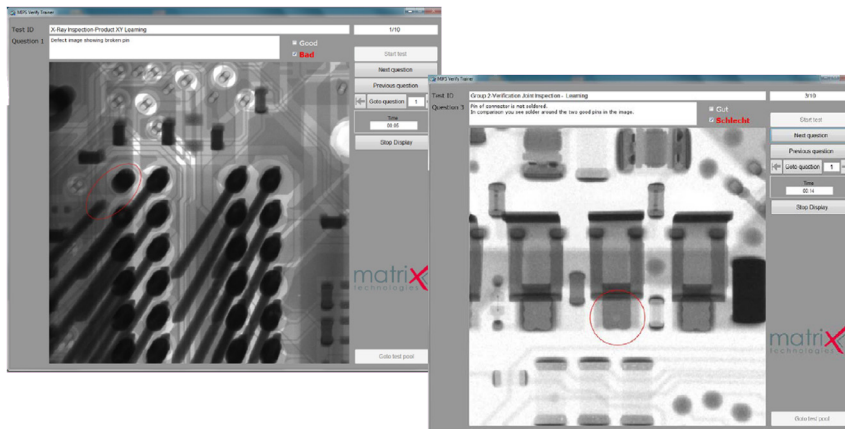 MIPS Verify Trainer
Test ID
X-Ray Inspection-Product XY Learning
1/10
Question 1
Defect image showing broken pin
Good
Bad
Start test
Next question
Previous question
Goto question
1
Time
00:05
Stop Display
matriX
technologies
Goto test pool
MIPS Verify Trainer
Test ID
Group 2-Verification Joint Inspection - Learning
3/10
Question 3
Pin of connector is not soldered.
In comparison you see solder around the two good pins in the image.
Gut
Schlecht
Start test
Next question
Previous question
Goto question
1
Time
00:14
Stop Display
matriX
technologies
Goto test pool